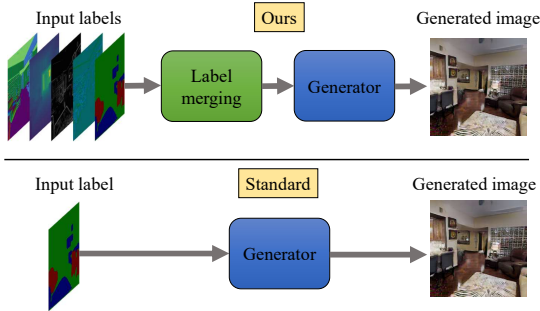 Input labels
Ours
Generated image
Label
merging
Generator
Input label
Standard
Generated image
Generator